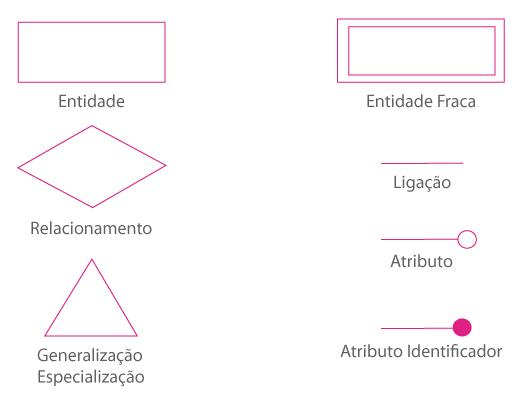 Entidade
Entidade Fraca
Relacionamento
Ligação
Atributo
Generalização
Especialização
Atributo Identificador